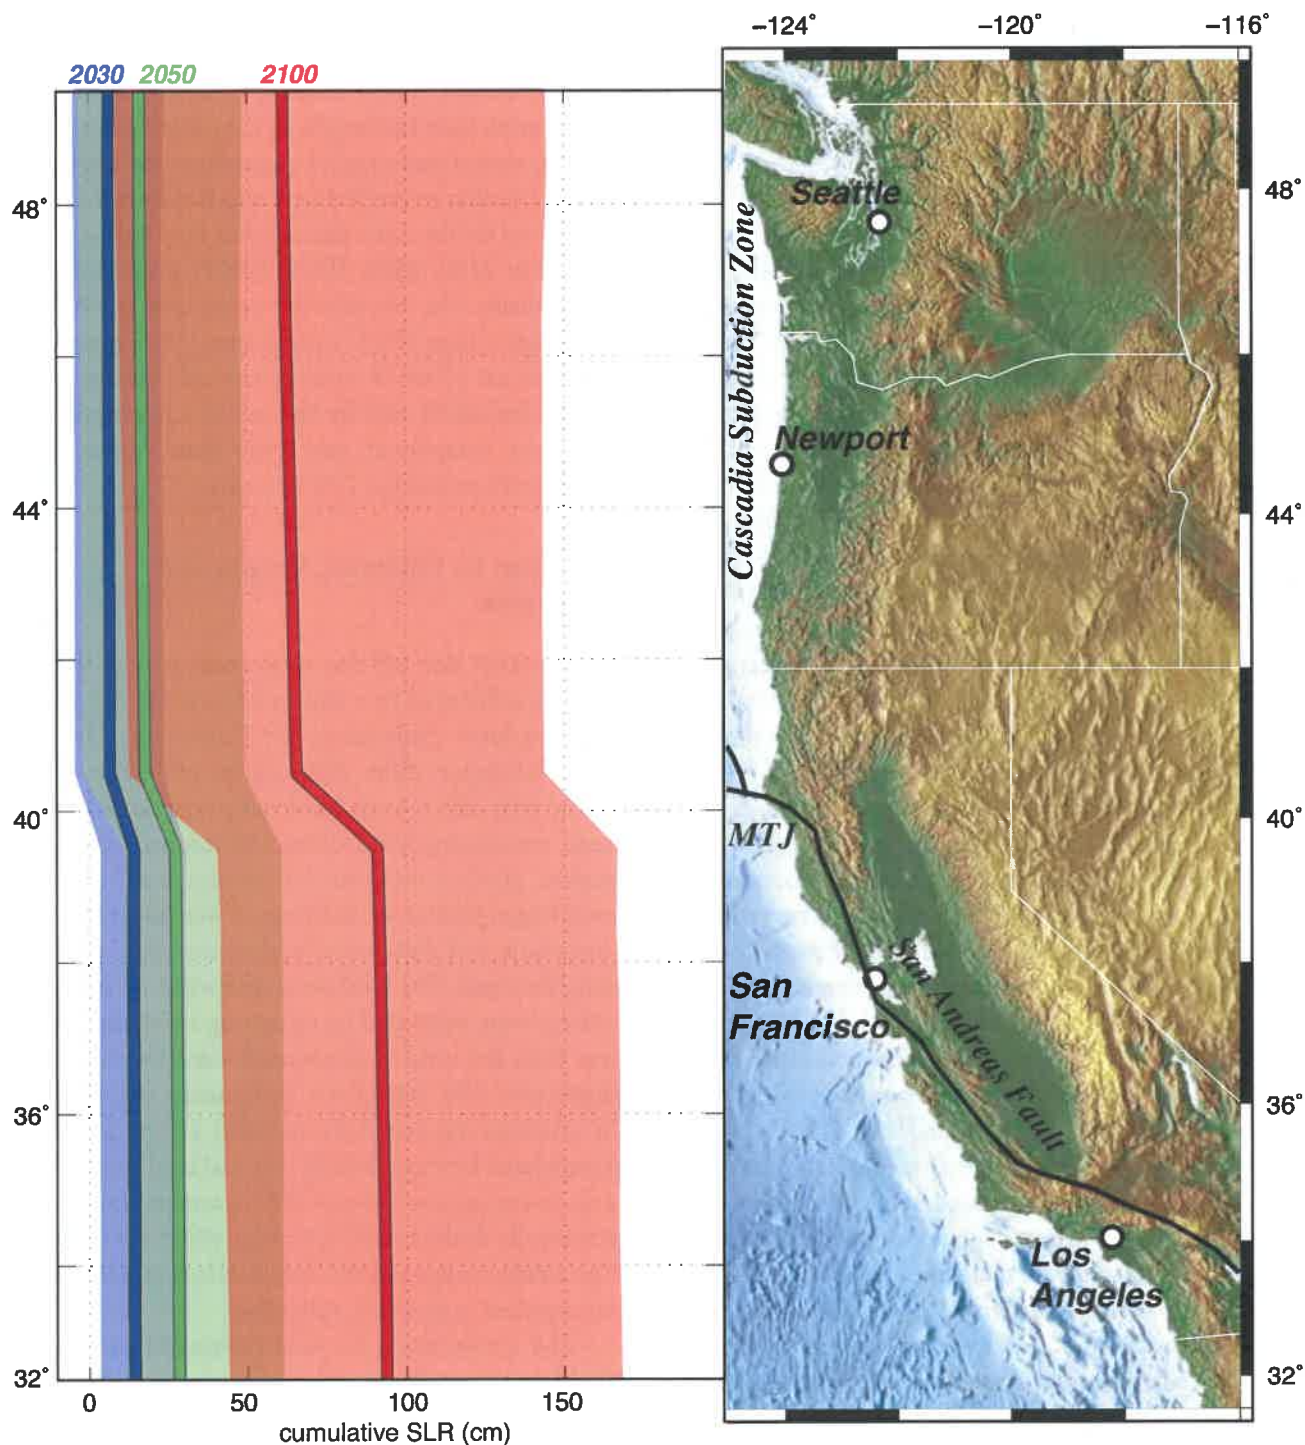 −124° −120° −116°
2030 2050 2100
48°
44°
40°
36°
32°
0 50 100 150
cumulative SLR (cm)
Seattle
Cascadia Subduction Zone
Newport
MTJ
San
Francisco
San Andreas Fault
Los
Angeles
48°
44°
40°
36°
32°